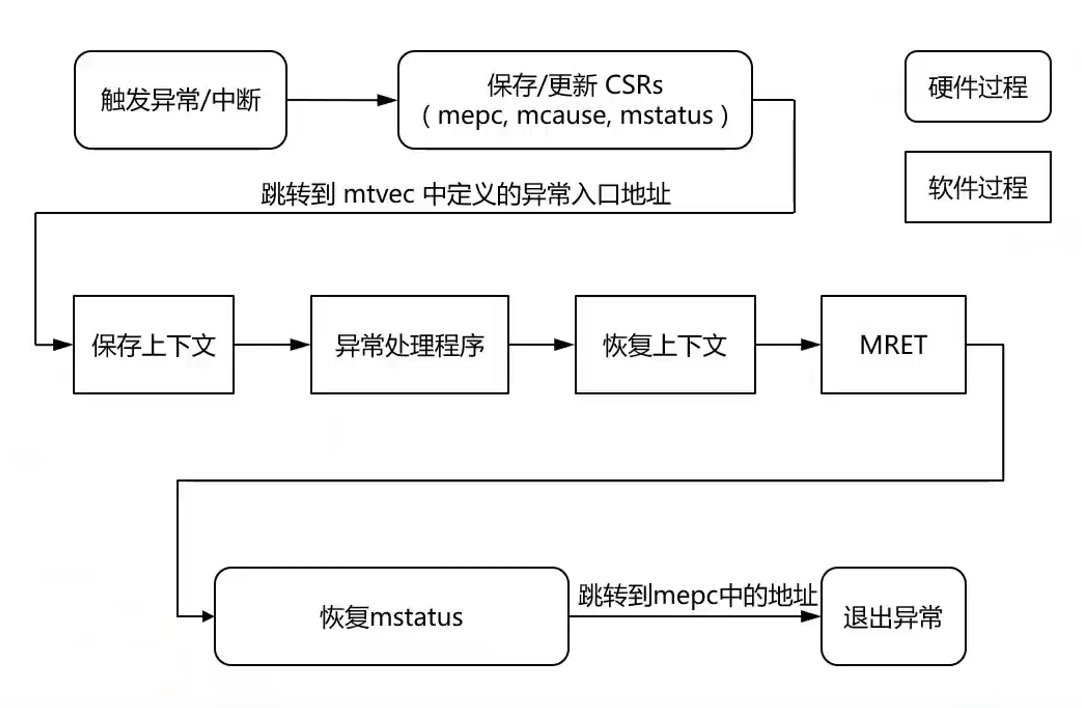 触发异常/中断
保存/更新 CSRs
( mepc, mcause, mstatus )
硬件过程
软件过程
跳转到 mtvec 中定义的异常入口地址
保存上下文
异常处理程序
恢复上下文
MRET
恢复mstatus
跳转到mepc中的地址
退出异常